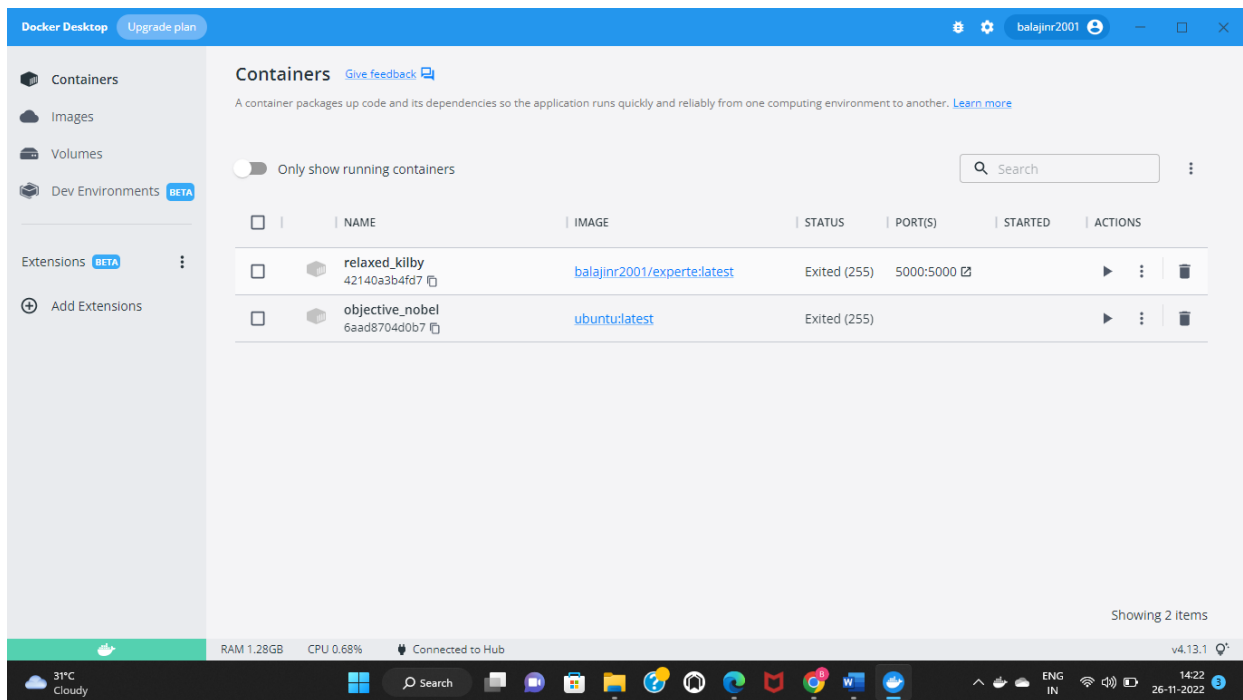 Docker Desktop Upgrade plan balajinr2001
Containers
Images
Volumes
Dev Environments BETA
Extensions BETA
Add Extensions
Containers Give feedback
A container packages up code and its dependencies so the application runs quickly and reliably from one computing environment to another. Learn more
Only show running containers Search
NAME IMAGE STATUS PORT(S) STARTED ACTIONS
relaxed_kilby
42140a3b4fd7 balajinr2001/experte:latest Exited (255) 5000:5000
objective_nobel
6aad8704d0b7 ubuntu:latest Exited (255)
Showing 2 items
RAM 1.28GB CPU 0.68% Connected to Hub v4.13.1
31°C
Cloudy
Search
ENG
IN
14:22
26-11-2022
3